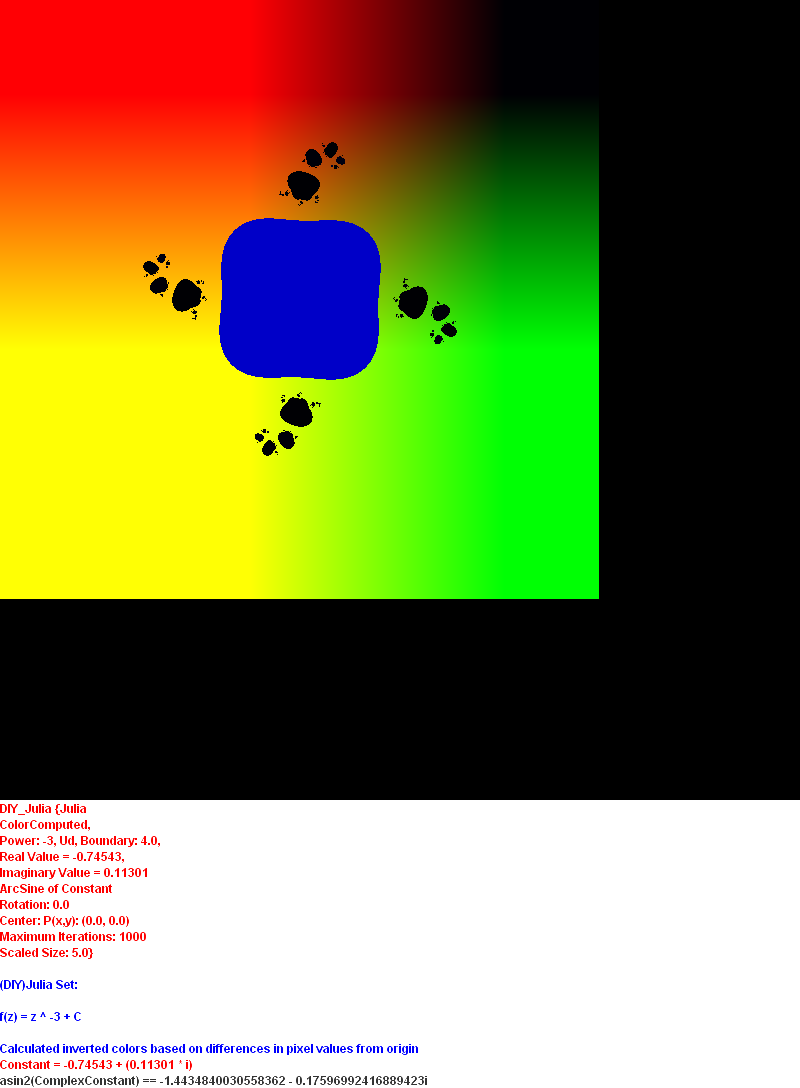 DIY_Julia {Julia
ColorComputed,
Power: -3, Ud, Boundary: 4.0,
Real Value = -0.74543,
Imaginary Value = 0.11301
ArcSine of Constant
Rotation: 0.0
Center: P(x,y): (0.0, 0.0)
Maximum Iterations: 1000
Scaled Size: 5.0}
(DIY)Julia Set:
f(z) = z ^ -3 + C
Calculated inverted colors based on differences in pixel values from origin
Constant = -0.74543 + (0.11301 * i)
asin2(ComplexConstant) == -1.4434840030558362 - 0.17596992416889423i